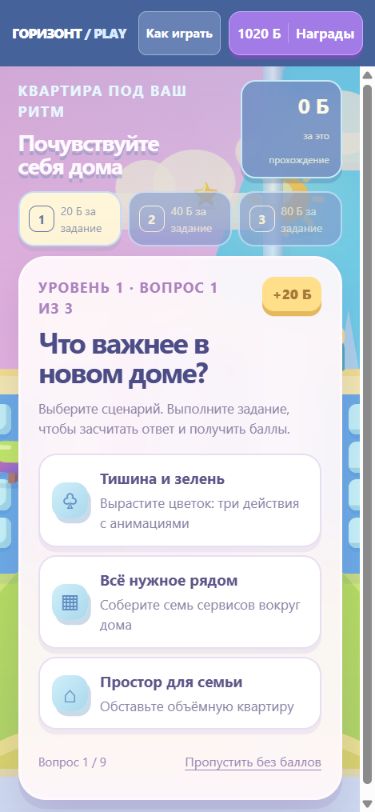 ГОРИЗОНТ / PLAY
Как играть
1020 Б
Награды
КВАРТИРА ПОД ВАШ
РИТМ
Почувствуйте
себя дома
0 Б
за это
прохождение
1
20 Б за
задание
2
40 Б за
задание
3
80 Б за
задание
УРОВЕНЬ 1 · ВОПРОС 1
ИЗ 3
+20 Б
Что важнее в
новом доме?
Выберите сценарий. Выполните задание,
чтобы засчитать ответ и получить баллы.
Тишина и зелень
Вырастите цветок: три действия
с анимациями
Всё нужное рядом
Соберите семь сервисов вокруг
дома
Простор для семьи
Обставьте объёмную квартиру
Вопрос 1 / 9
Пропустить без баллов